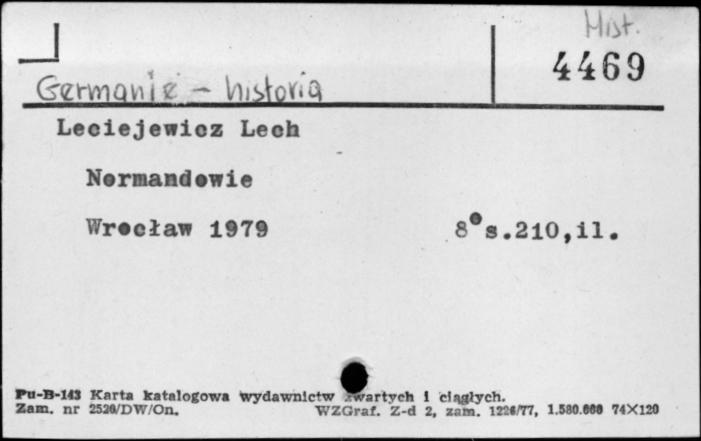 Hist.
4469
Germanie - historia
Leciejewicz Lech
Normandowie
Wrocław 1979 8° s.210,il.
Pu-B-143 Karta katalogowa wydawnictw zwartych i ciągłych.
Zam. nr 2520/DW/On. WZGraf. Z-d 2, zam. 1226/77, 1.580.000 74X120